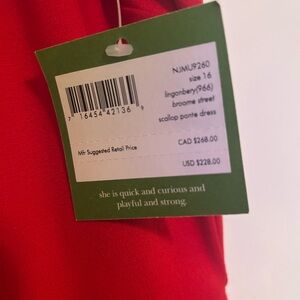 NJMU9260
size 16
lingonberry(966)
broome street
scallop ponte dress
7 16454 42136 9
Mfr Suggested Retail Price
CAD $268.00
USD $228.00
she is quick and curious and
playful and strong.